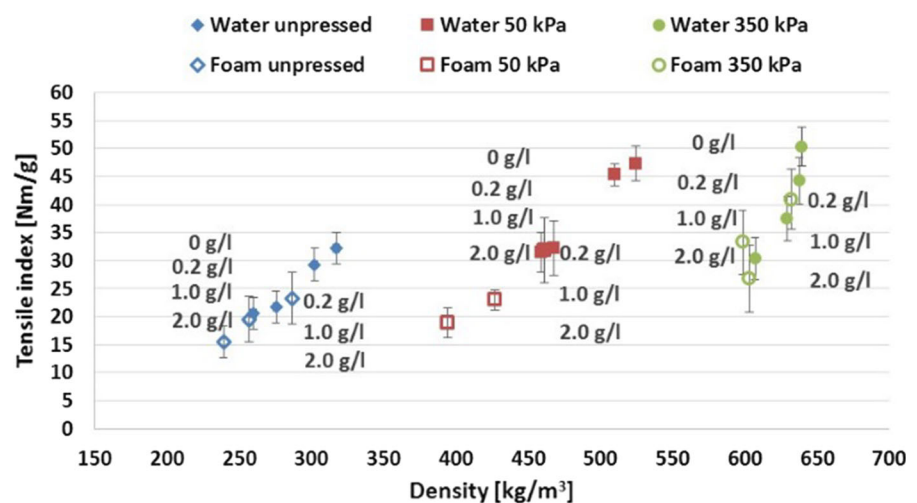 Water unpressed Water 50 kPa Water 350 kPa
Foam unpressed Foam 50 kPa Foam 350 kPa
Tensile index [Nm/g]
60
55
50
45
40
35
30
25
20
15
10
5
0
0 g/l
0.2 g/l
1.0 g/l
2.0 g/l
0.2 g/l
1.0 g/l
2.0 g/l
0 g/l
0.2 g/l
1.0 g/l
2.0 g/l
0.2 g/l
1.0 g/l
2.0 g/l
0 g/l
0.2 g/l
1.0 g/l
2.0 g/l
0.2 g/l
1.0 g/l
2.0 g/l
150 200 250 300 350 400 450 500 550 600 650 700
Density [kg/m³]